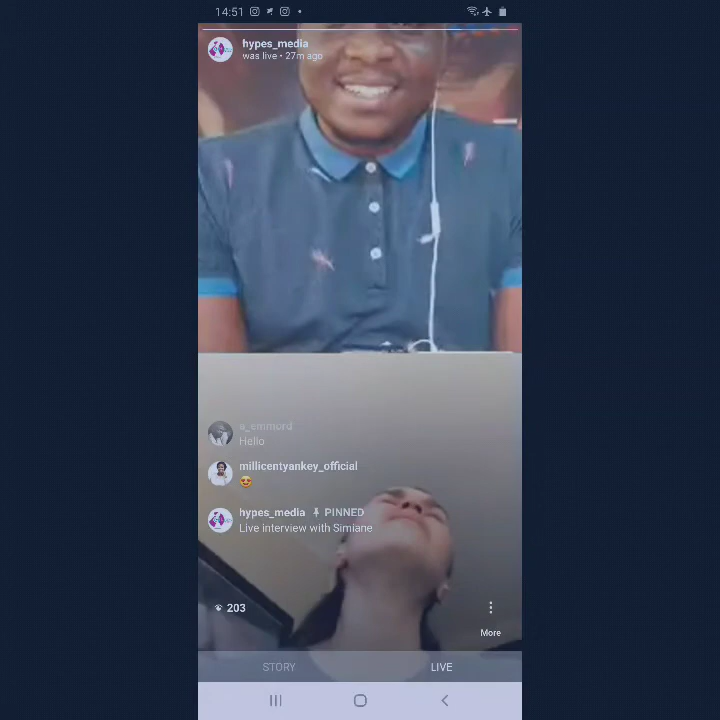 14:51
hypes_media
was live • 27m ago
a_emmord
Hello
millicentyankey_official
😍
hypes_media PINNED
Live interview with Simiane
203
More
STORY LIVE